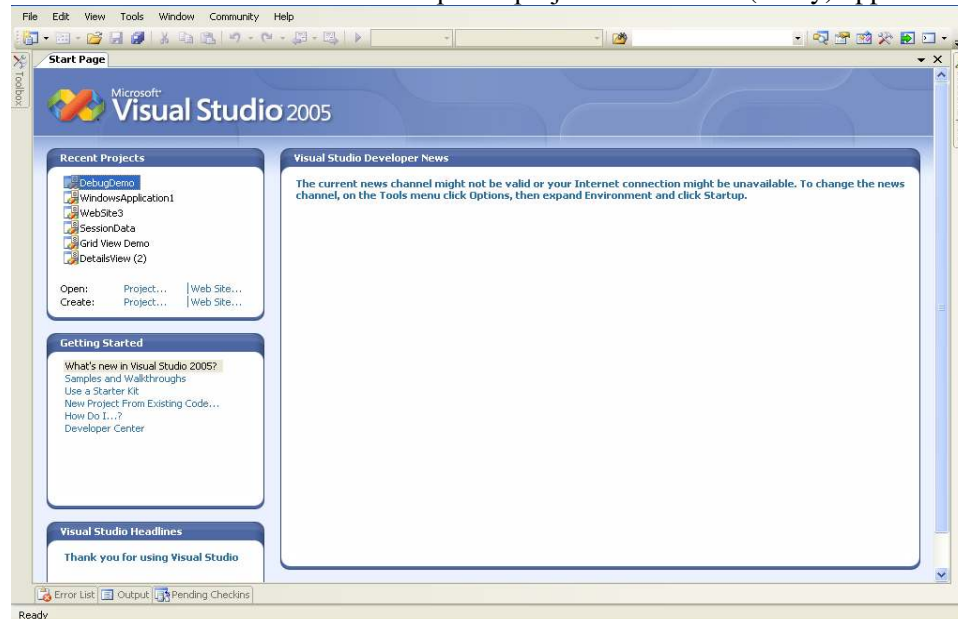 File Edit View Tools Window Community Help
Toolbox
Start Page
Microsoft
Visual Studio 2005
Recent Projects
DebugDemo
WindowsApplication1
WebSite3
SessionData
Grid View Demo
DetailsView (2)
Open: Project... | Web Site...
Create: Project... | Web Site...
Visual Studio Developer News
The current news channel might not be valid or your Internet connection might be unavailable. To change the news
channel, on the Tools menu click Options, then expand Environment and click Startup.
Getting Started
What's new in Visual Studio 2005?
Samples and Walkthroughs
Use a Starter Kit
New Project From Existing Code...
How Do I...?
Developer Center
Visual Studio Headlines
Thank you for using Visual Studio
Error List Output Pending Checkins
Ready